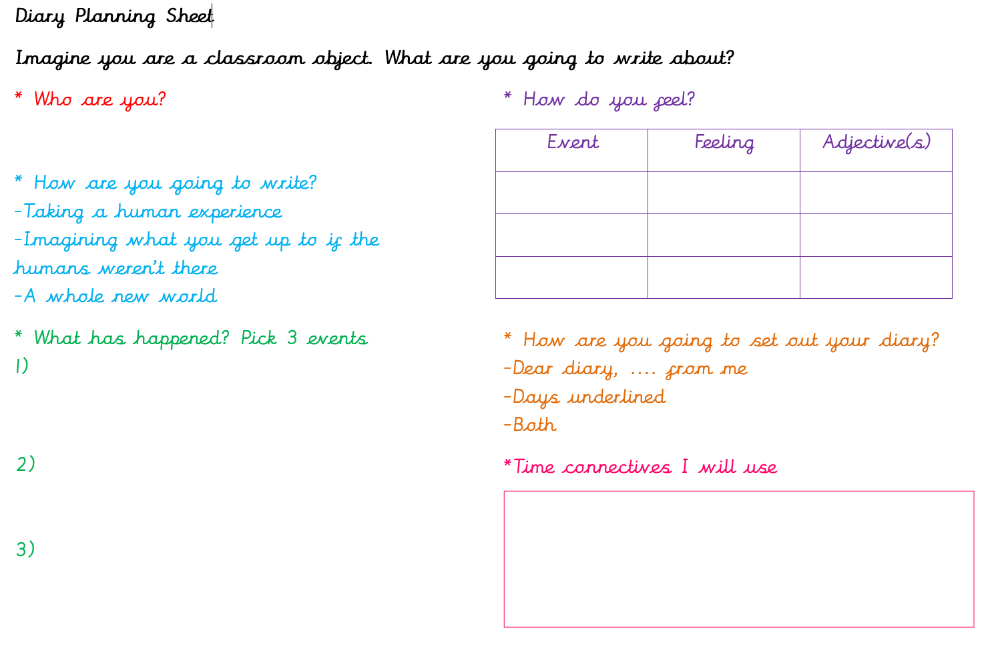 Diary Planning Sheet
Imagine you are a classroom object. What are you going to write about?
* Who are you?
* How are you going to write?
-Taking a human experience
-Imagining what you get up to if the
humans weren't there
-A whole new world
* What has happened? Pick 3 events
1)
2)
3)
* How do you feel?
Event Feeling Adjective(s)
* How are you going to set out your diary?
-Dear diary, .... from me
-Days underlined
-Both
*Time connectives I will use